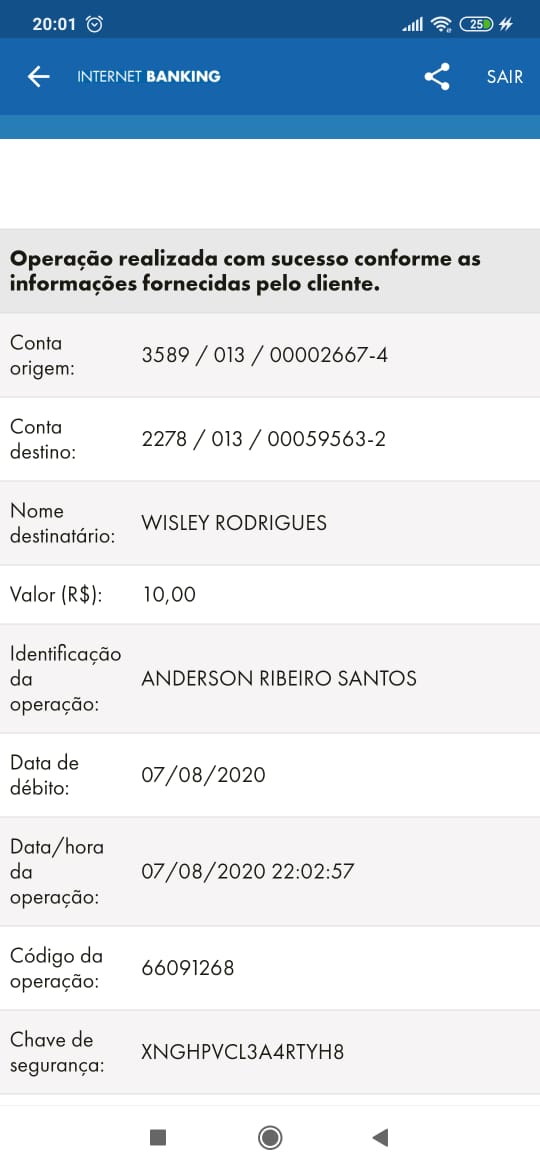 20:01
25
INTERNET BANKING
SAIR
Operação realizada com sucesso conforme as
informações fornecidas pelo cliente.
Conta
origem:
3589 / 013 / 00002667-4
Conta
destino:
2278 / 013 / 00059563-2
Nome
destinatário:
WISLEY RODRIGUES
Valor (R$):
10,00
Identificação
da
operação:
ANDERSON RIBEIRO SANTOS
Data de
débito:
07/08/2020
Data/hora
da
operação:
07/08/2020 22:02:57
Código da
operação:
66091268
Chave de
segurança:
XNGHPVCL3A4RTYH8